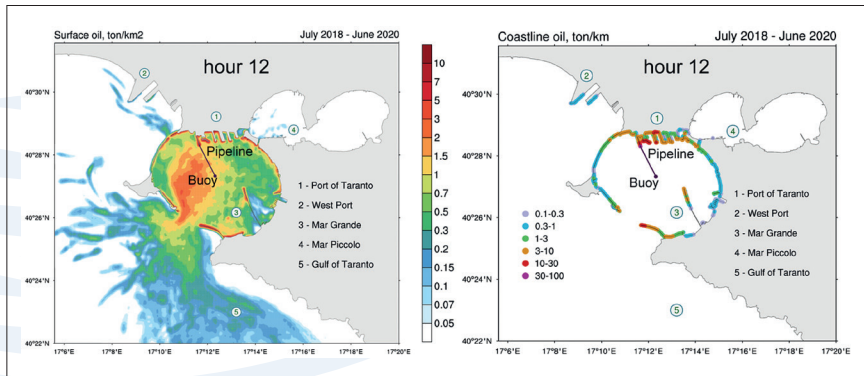 Surface oil, ton/km2 July 2018 - June 2020
hour 12
2
1
4
Pipeline
Buoy
3
5
1 - Port of Taranto
2 - West Port
3 - Mar Grande
4 - Mar Piccolo
5 - Gulf of Taranto
40°30'N
40°28'N
40°26'N
40°24'N
40°22'N
17°6'E 17°8'E 17°10'E 17°12'E 17°14'E 17°16'E 17°18'E 17°20'E
10
7
5
3
2
1.5
1
0.7
0.5
0.3
0.2
0.15
0.1
0.07
0.05
Coastline oil, ton/km July 2018 - June 2020
hour 12
2
1
4
Pipeline
Buoy
3
5
1 - Port of Taranto
2 - West Port
3 - Mar Grande
4 - Mar Piccolo
5 - Gulf of Taranto
0.1-0.3
0.3-1
1-3
3-10
10-30
30-100
40°30'N
40°28'N
40°26'N
40°24'N
40°22'N
17°6'E 17°8'E 17°10'E 17°12'E 17°14'E 17°16'E 17°18'E 17°20'E